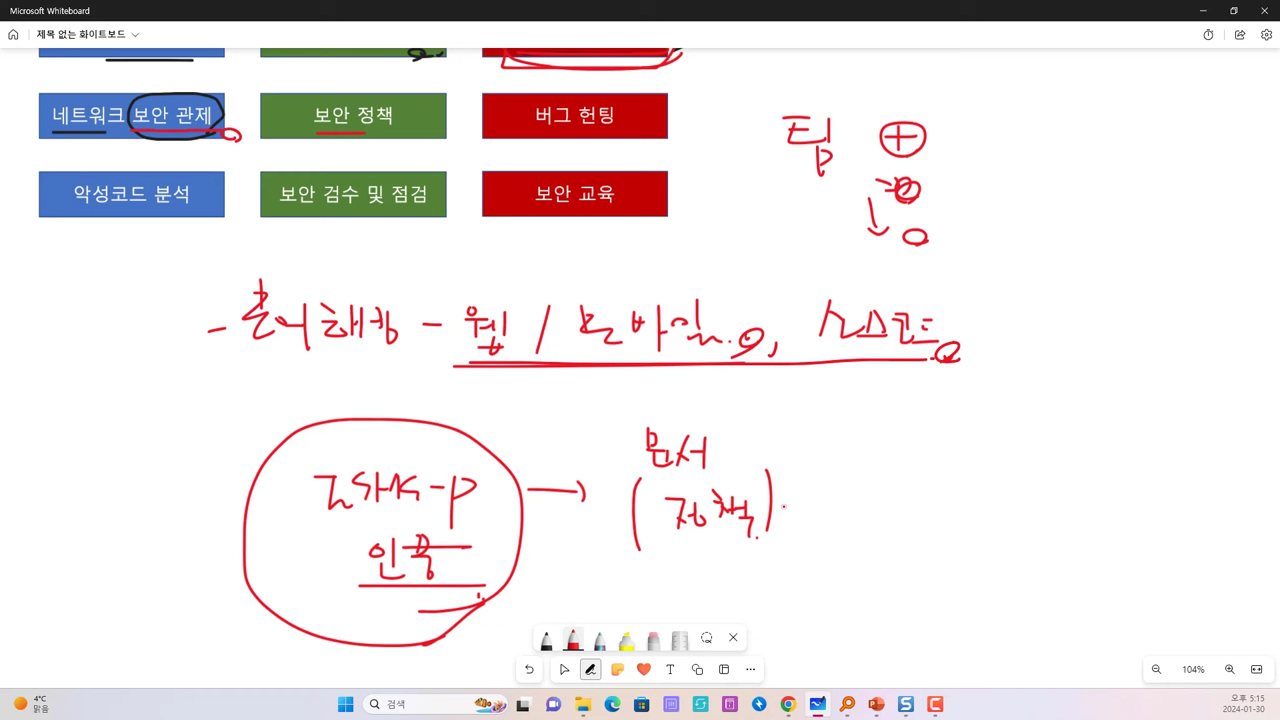 Microsoft Whiteboard
제목 없는 화이트보드
네트워크 보안 관제
보안 정책
버그 헌팅
악성코드 분석
보안 검수 및 점검
보안 교육
팁
- 모의해킹 - 웹 / 모바일, 소스코드
문서
(정책)
ISMS-P
인증
104%
4°C
맑음
검색
오후 5:15
2024-01-30